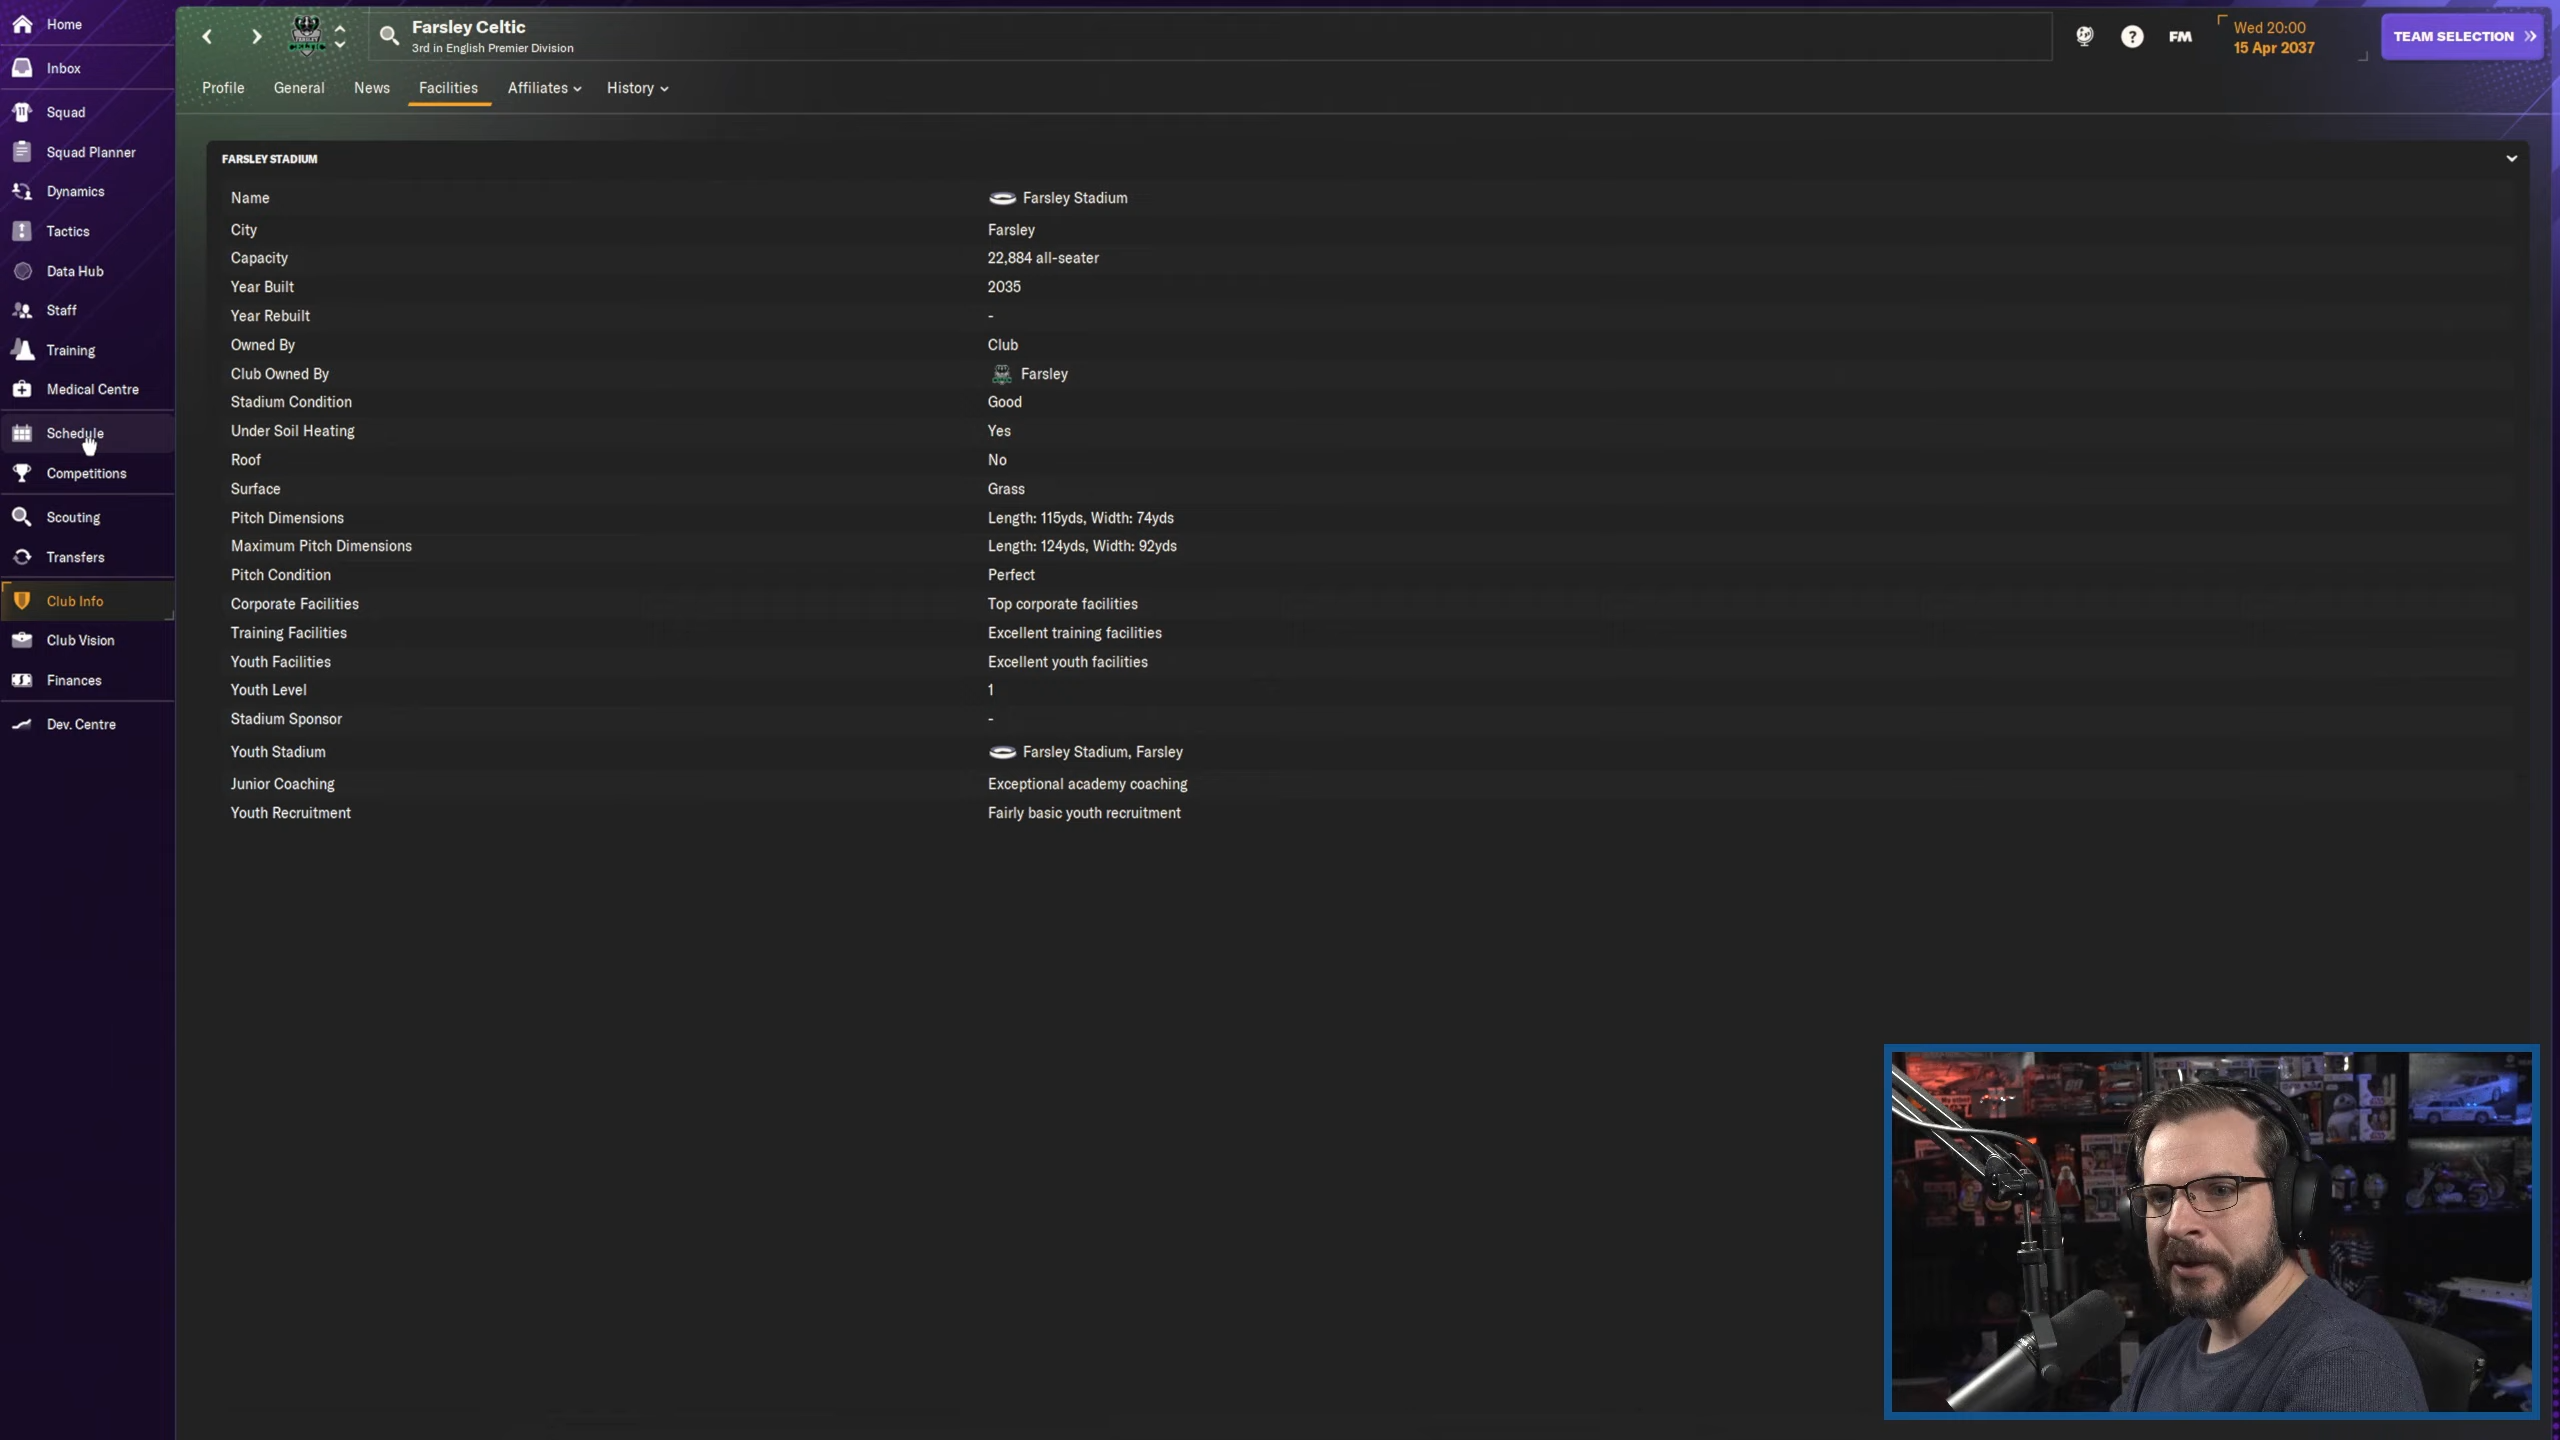 Home
Inbox
Squad
Squad Planner
Dynamics
Tactics
Data Hub
Staff
Training
Medical Centre
Schedule
Competitions
Scouting
Transfers
Club Info
Club Vision
Finances
Dev. Centre
Farsley Celtic
3rd in English Premier Division
FM
Wed 20:00
15 Apr 2037
TEAM SELECTION
Profile General News Facilities Affiliates History
FARSLEY STADIUM
Name Farsley Stadium
City Farsley
Capacity 22,884 all-seater
Year Built 2035
Year Rebuilt -
Owned By Club
Club Owned By Farsley
Stadium Condition Good
Under Soil Heating Yes
Roof No
Surface Grass
Pitch Dimensions Length: 115yds, Width: 74yds
Maximum Pitch Dimensions Length: 124yds, Width: 92yds
Pitch Condition Perfect
Corporate Facilities Top corporate facilities
Training Facilities Excellent training facilities
Youth Facilities Excellent youth facilities
Youth Level 1
Stadium Sponsor -
Youth Stadium Farsley Stadium, Farsley
Junior Coaching Exceptional academy coaching
Youth Recruitment Fairly basic youth recruitment